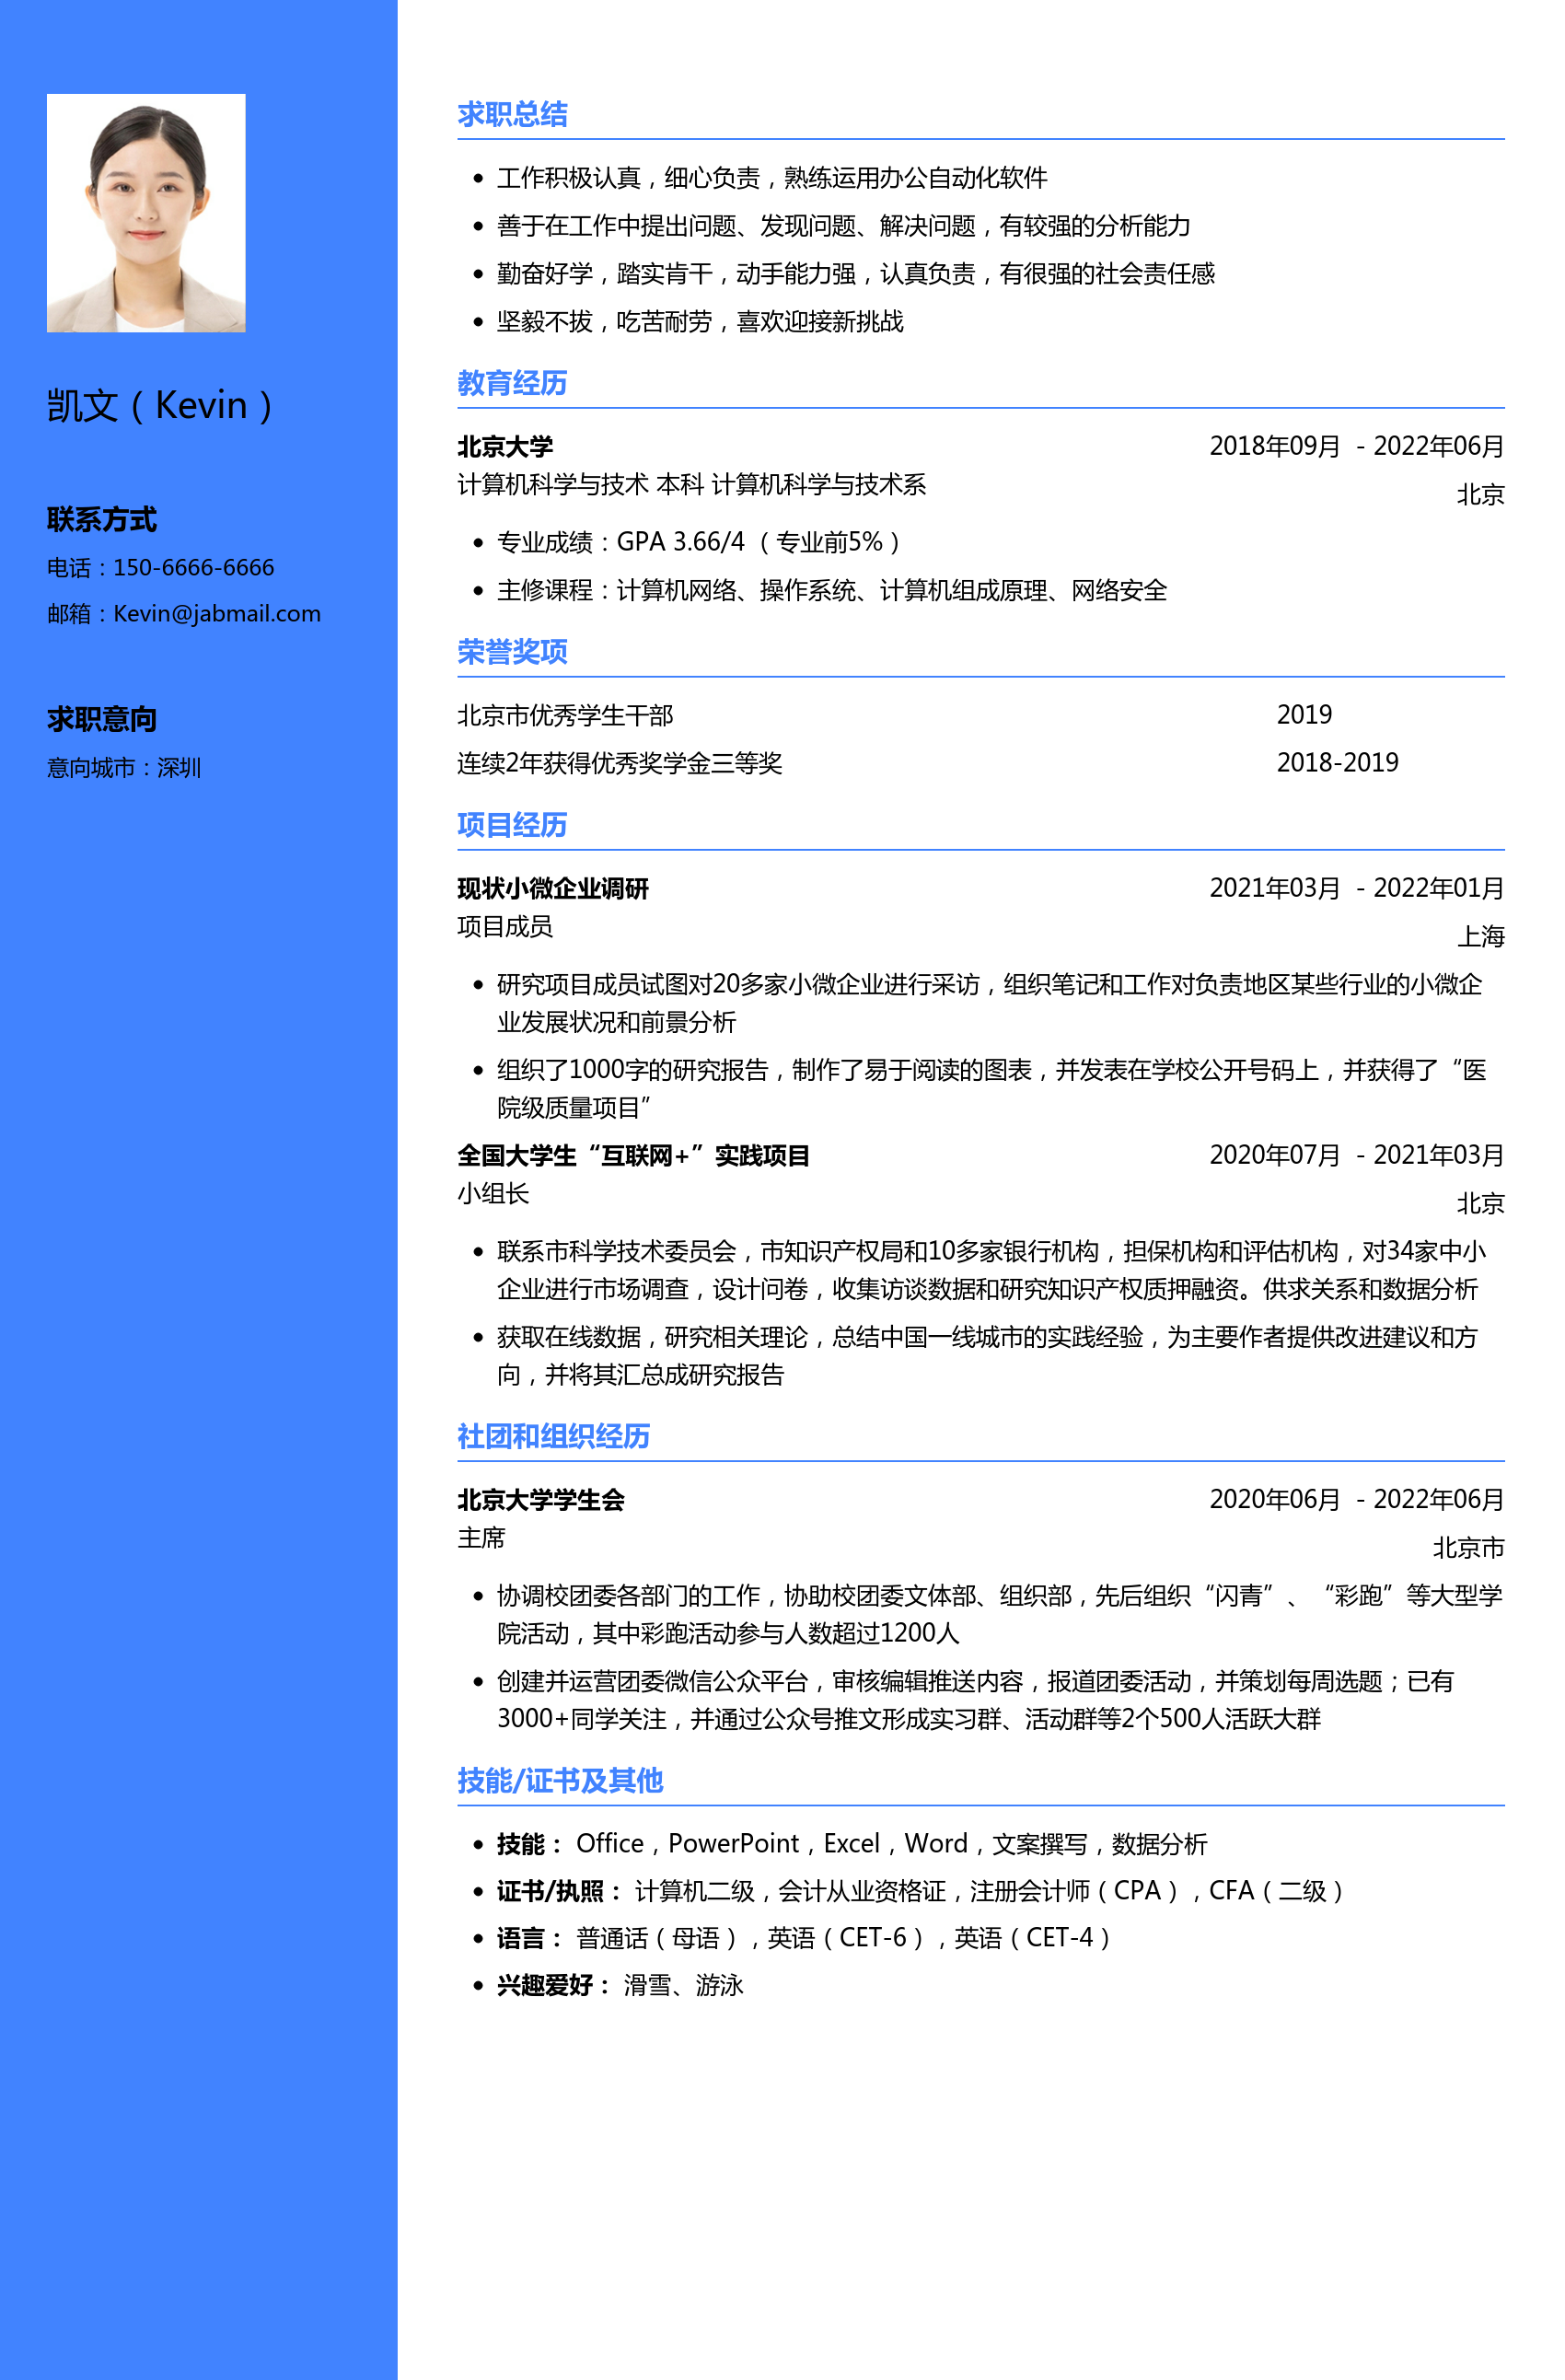 凯文（Kevin）
联系方式
电话：150-6666-6666
邮箱：Kevin@jabmail.com
求职意向
意向城市：深圳
求职总结
工作积极认真，细心负责，熟练运用办公自动化软件
善于在工作中提出问题、发现问题、解决问题，有较强的分析能力
勤奋好学，踏实肯干，动手能力强，认真负责，有很强的社会责任感
坚毅不拔，吃苦耐劳，喜欢迎接新挑战
教育经历
北京大学 2018年09月 - 2022年06月
计算机科学与技术 本科 计算机科学与技术系 北京
专业成绩：GPA 3.66/4 （专业前5%）
主修课程：计算机网络、操作系统、计算机组成原理、网络安全
荣誉奖项
北京市优秀学生干部 2019
连续2年获得优秀奖学金三等奖 2018-2019
项目经历
现状小微企业调研 2021年03月 - 2022年01月
项目成员 上海
研究项目成员试图对20多家小微企业进行采访，组织笔记和工作对负责地区某些行业的小微企
业发展状况和前景分析
组织了1000字的研究报告，制作了易于阅读的图表，并发表在学校公开号码上，并获得了“医
院级质量项目”
全国大学生“互联网+”实践项目 2020年07月 - 2021年03月
小组长 北京
联系市科学技术委员会，市知识产权局和10多家银行机构，担保机构和评估机构，对34家中小
企业进行市场调查，设计问卷，收集访谈数据和研究知识产权质押融资。供求关系和数据分析
获取在线数据，研究相关理论，总结中国一线城市的实践经验，为主要作者提供改进建议和方
向，并将其汇总成研究报告
社团和组织经历
北京大学学生会 2020年06月 - 2022年06月
主席 北京市
协调校团委各部门的工作，协助校团委文体部、组织部，先后组织“闪青”、“彩跑”等大型学
院活动，其中彩跑活动参与人数超过1200人
创建并运营团委微信公众平台，审核编辑推送内容，报道团委活动，并策划每周选题；已有
3000+同学关注，并通过公众号推文形成实习群、活动群等2个500人活跃大群
技能/证书及其他
技能： Office，PowerPoint，Excel，Word，文案撰写，数据分析
证书/执照： 计算机二级，会计从业资格证，注册会计师（CPA），CFA（二级）
语言： 普通话（母语），英语（CET-6），英语（CET-4）
兴趣爱好： 滑雪、游泳